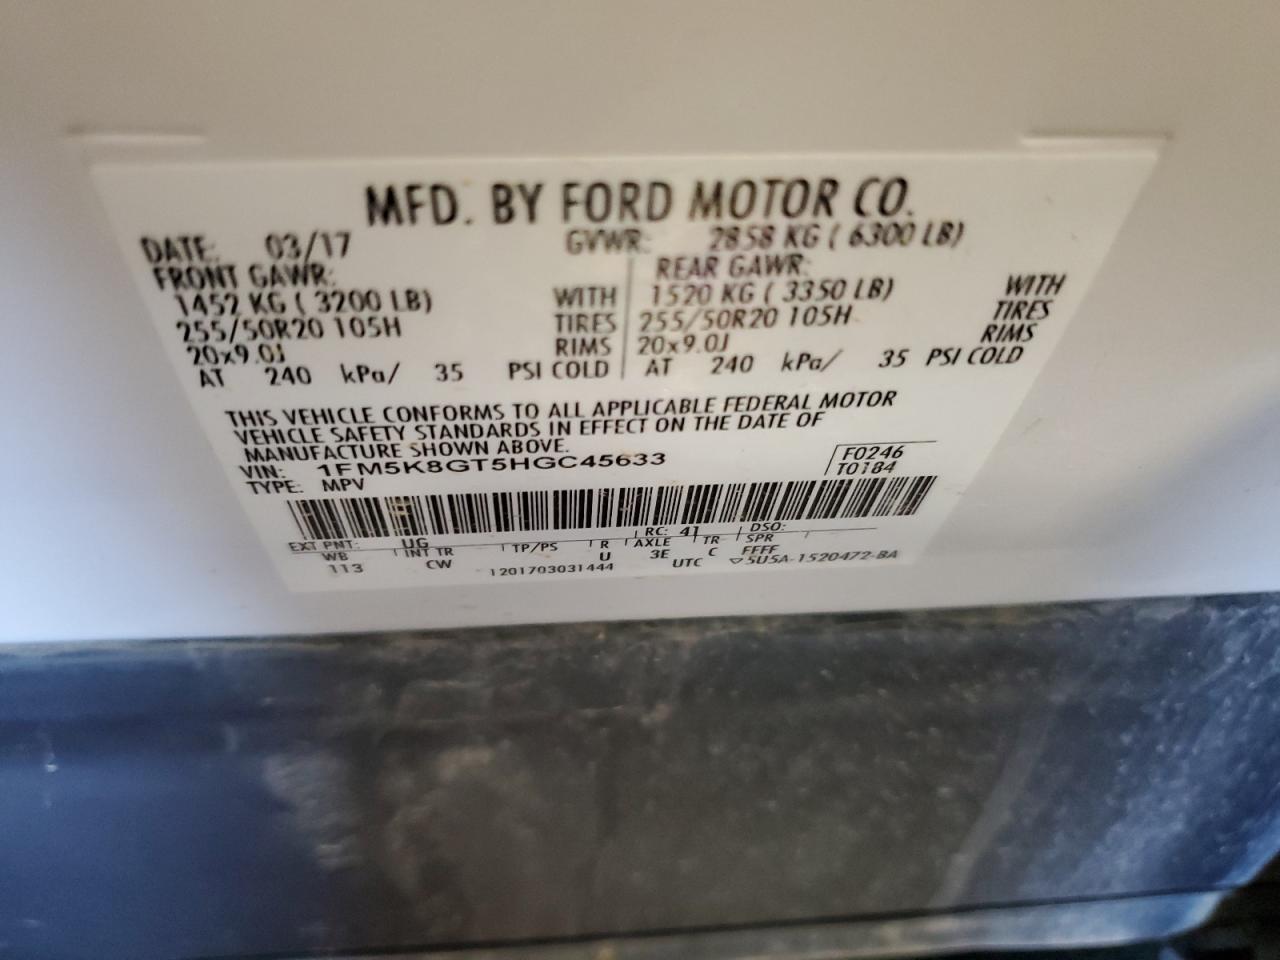 MFD. BY FORD MOTOR CO.
DATE: 03/17 GVWR: 2858 KG ( 6300 LB)
FRONT GAWR: REAR GAWR:
1452 KG ( 3200 LB) WITH 1520 KG ( 3350 LB) WITH
255/50R20 105H TIRES 255/50R20 105H TIRES
20x9.0J RIMS 20x9.0J RIMS
AT 240 kPa/ 35 PSI COLD AT 240 kPa/ 35 PSI COLD
THIS VEHICLE CONFORMS TO ALL APPLICABLE FEDERAL MOTOR
VEHICLE SAFETY STANDARDS IN EFFECT ON THE DATE OF
MANUFACTURE SHOWN ABOVE.
VIN: 1FM5K8GT5HGC45633 F0246
TYPE: MPV T0184
EXT PNT: UG RC: 41 DSO:
WB INT TR TP/PS R AXLE TR SPR
113 CW U 3E C FFFF
1201703031444 UTC ▽5U5A-1520472-BA